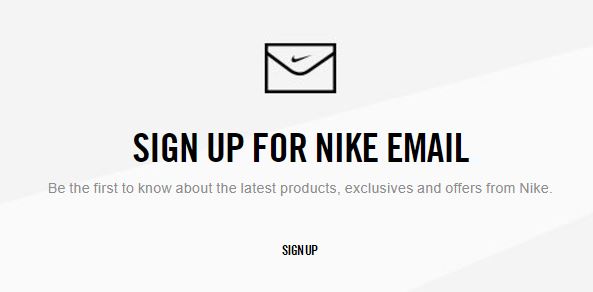 SIGN UP FOR NIKE EMAIL
Be the first to know about the latest products, exclusives and offers from Nike.
SIGN UP